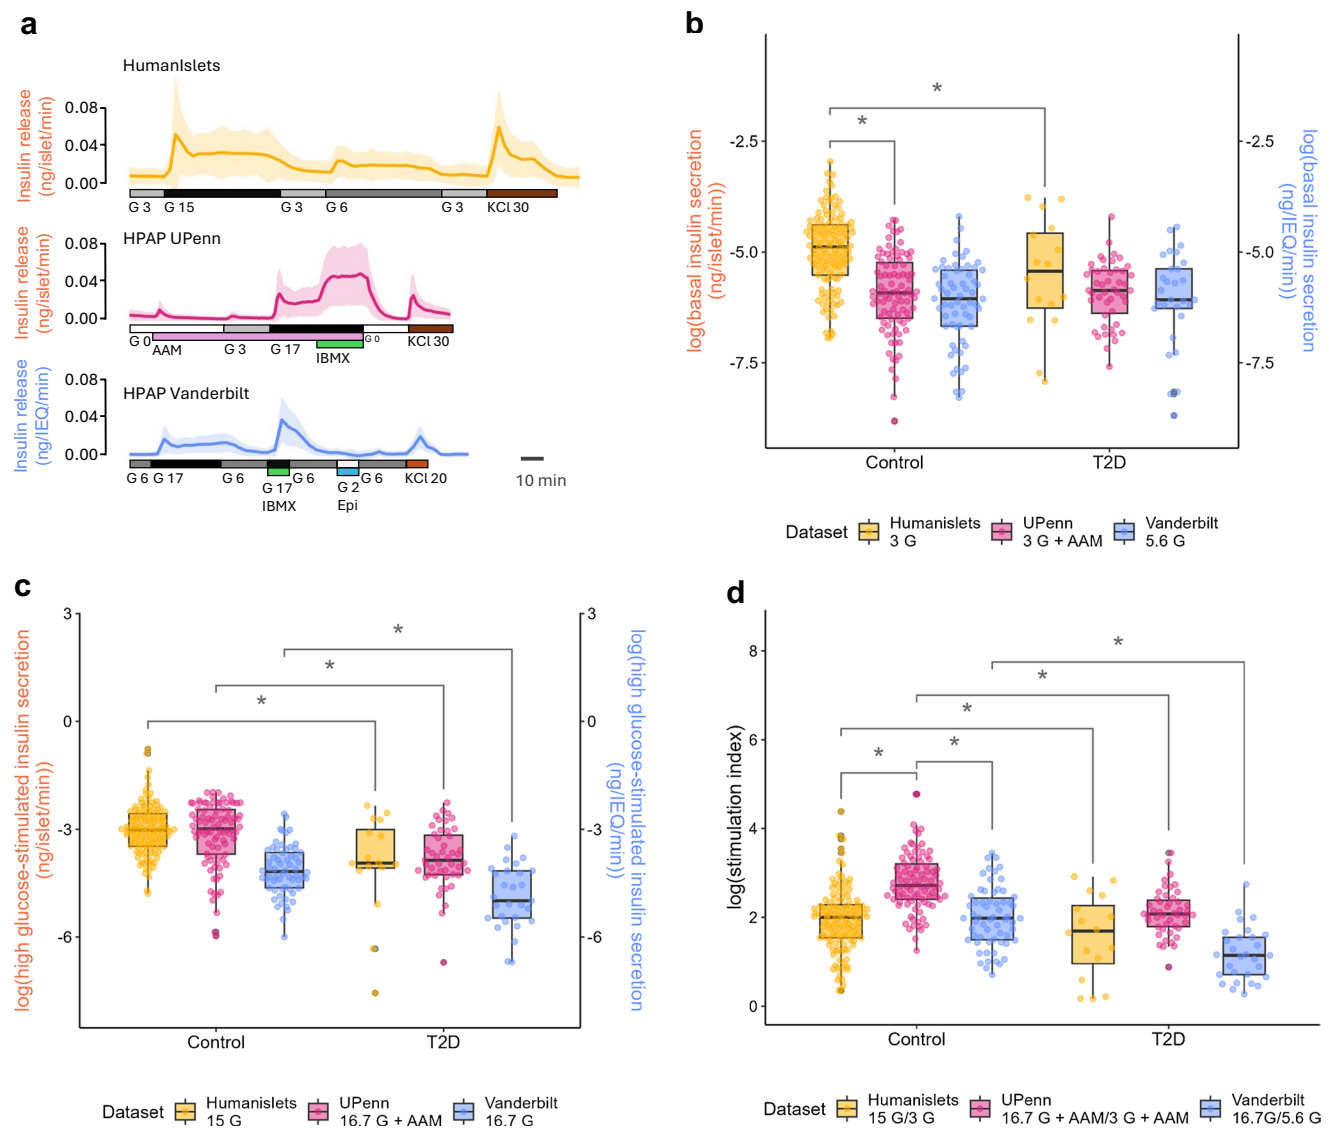 a
HumanIslets
Insulin release
(ng/islet/min)
0.08
0.04
0.00
G 3 G 15 G 3 G 6 G 3 KCl 30
HPAP UPenn
Insulin release
(ng/islet/min)
0.08
0.04
0.00
G 0 AAM G 3 G 17 IBMX G 0 KCl 30
HPAP Vanderbilt
Insulin release
(ng/IEQ/min)
0.08
0.04
0.00
G 6 G 17 G 6 G 17 G 6 G 2 G 6 KCl 20
IBMX Epi
10 min
b
log(basal insulin secretion)
(ng/islet/min))
-2.5
-5.0
-7.5
*
*
-2.5
-5.0
-7.5
log(basal insulin secretion
(ng/IEQ/min))
Control T2D
Dataset Humanislets UPenn Vanderbilt
3 G 3 G + AAM 5.6 G
c
log(high glucose-stimulated insulin secretion
(ng/islet/min))
3
0
-3
-6
*
*
*
3
0
-3
-6
log(high glucose-stimulated insulin secretion
(ng/IEQ/min))
Control T2D
Dataset Humanislets UPenn Vanderbilt
15 G 16.7 G + AAM 16.7 G
d
log(stimulation index)
8
6
4
2
0
*
*
*
*
*
Control T2D
Dataset Humanislets UPenn Vanderbilt
15 G/3 G 16.7 G + AAM/3 G + AAM 16.7G/5.6 G